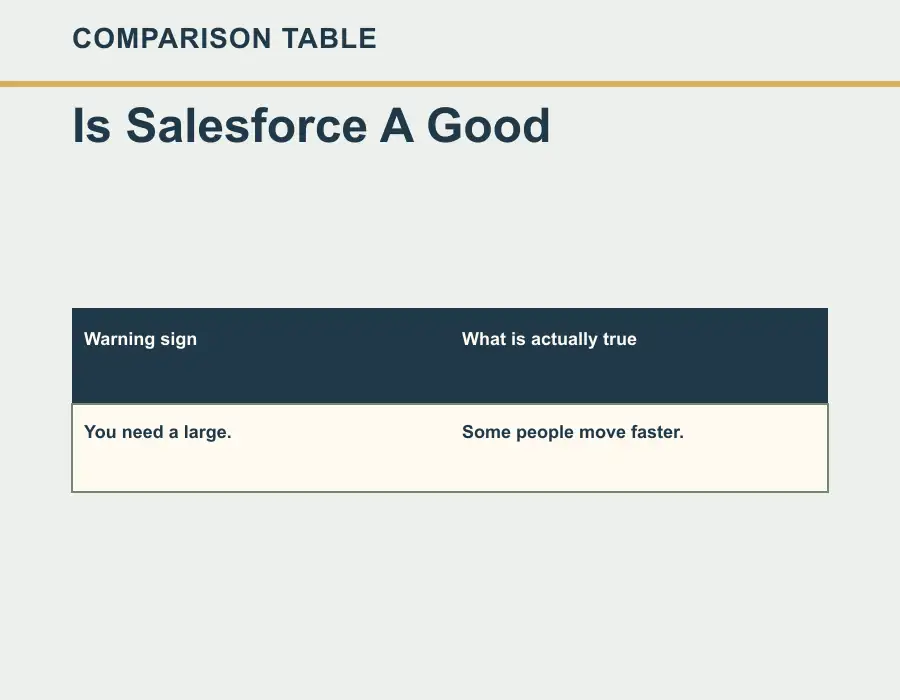 COMPARISON TABLE
Is Salesforce A Good
Warning sign What is actually true
You need a large. Some people move faster.